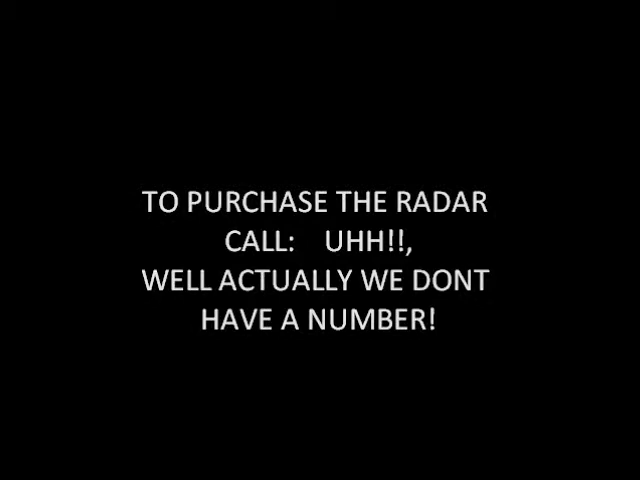 TO PURCHASE THE RADAR
CALL: UHH!!,
WELL ACTUALLY WE DONT
HAVE A NUMBER!